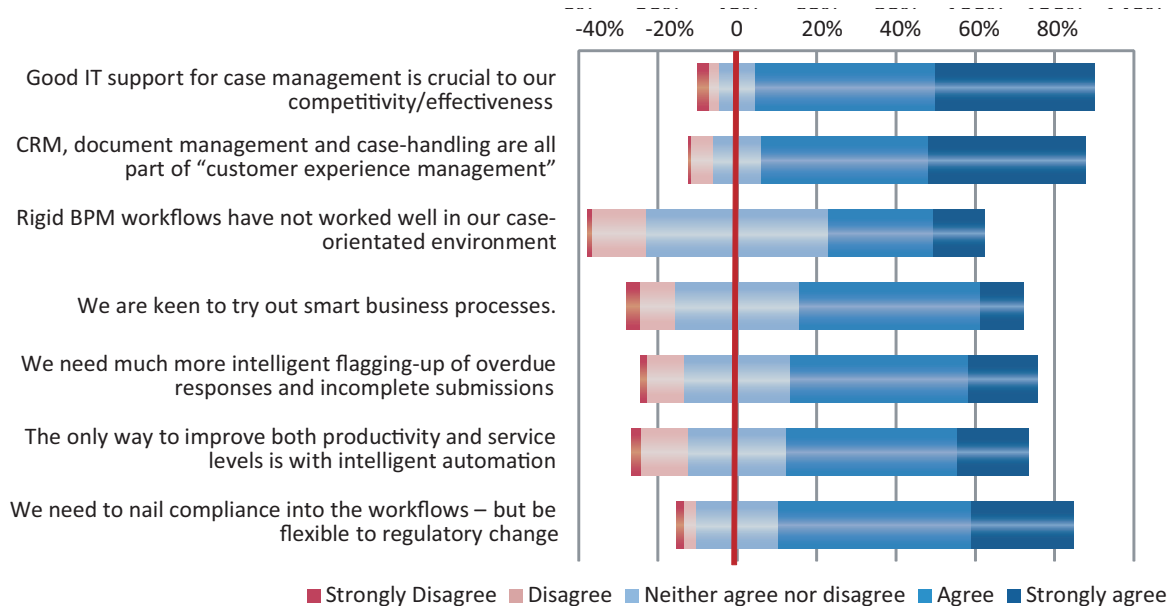 -40% -20% 0 20% 40% 60% 80%
Good IT support for case management is crucial to our
competitivity/effectiveness
CRM, document management and case-handling are all
part of “customer experience management”
Rigid BPM workflows have not worked well in our case-
orientated environment
We are keen to try out smart business processes.
We need much more intelligent flagging-up of overdue
responses and incomplete submissions
The only way to improve both productivity and service
levels is with intelligent automation
We need to nail compliance into the workflows – but be
flexible to regulatory change
Strongly Disagree Disagree Neither agree nor disagree Agree Strongly agree